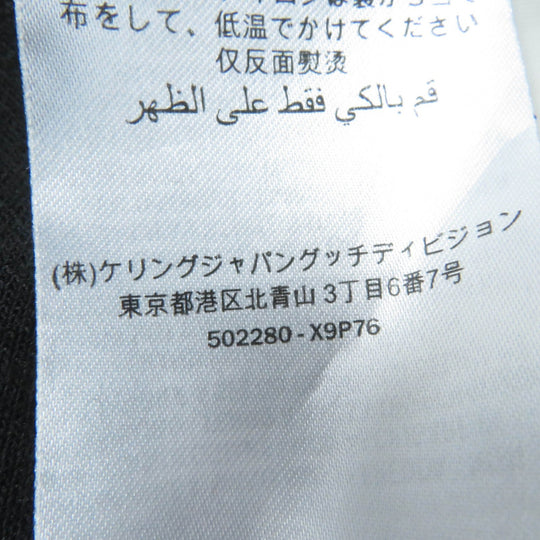 布をして、低温でかけてください
仅反面熨烫
قم بالكي فقط على الظهر
(株)ケリングジャパングッチディビジョン
東京都港区北青山 3丁目6番7号
502280-X9P76